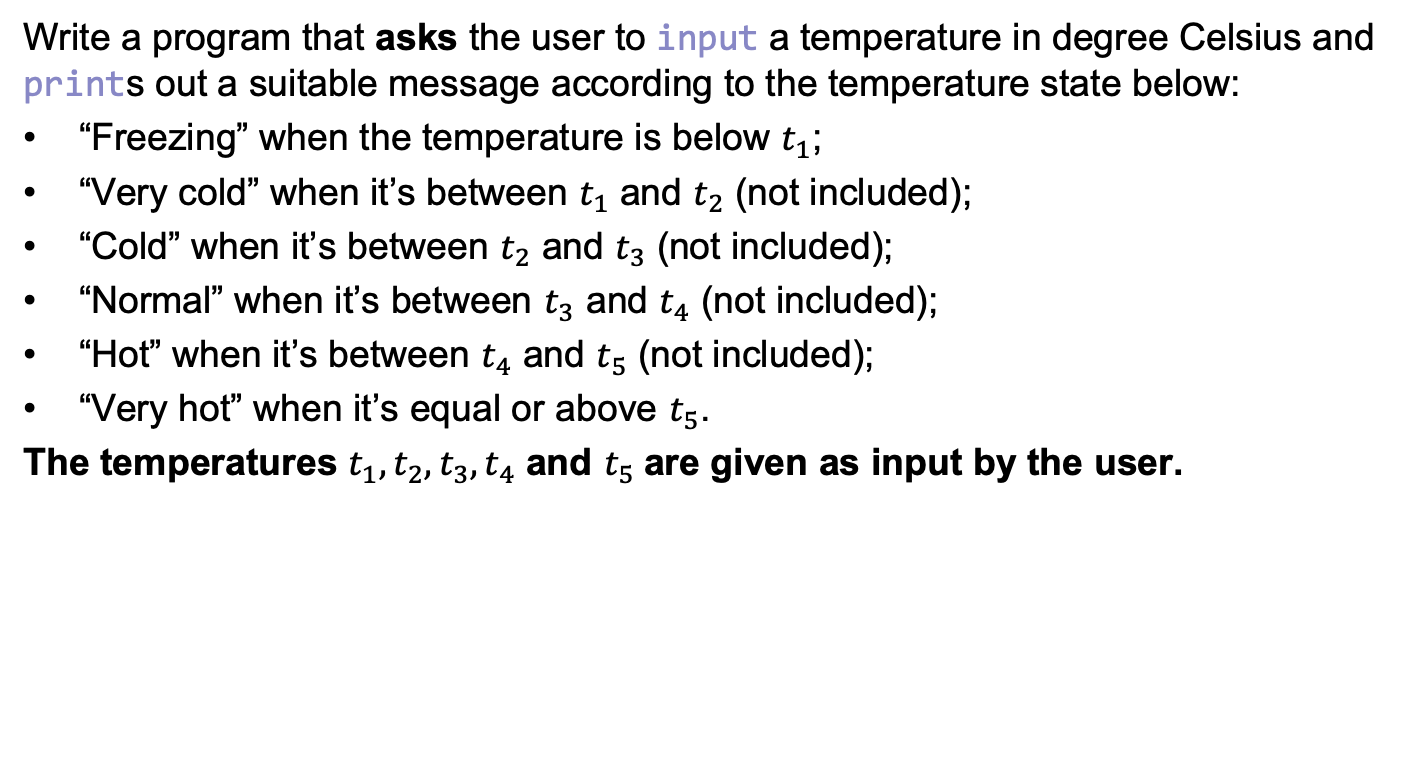 Write a program that asks the user to input a temperature in degree Celsius and
prints out a suitable message according to the temperature state below:
• “Freezing” when the temperature is below t₁;
• “Very cold” when it’s between t₁ and t₂ (not included);
• “Cold” when it’s between t₂ and t₃ (not included);
• “Normal” when it’s between t₃ and t₄ (not included);
• “Hot” when it’s between t₄ and t₅ (not included);
• “Very hot” when it’s equal or above t₅.
The temperatures t₁, t₂, t₃, t₄ and t₅ are given as input by the user.